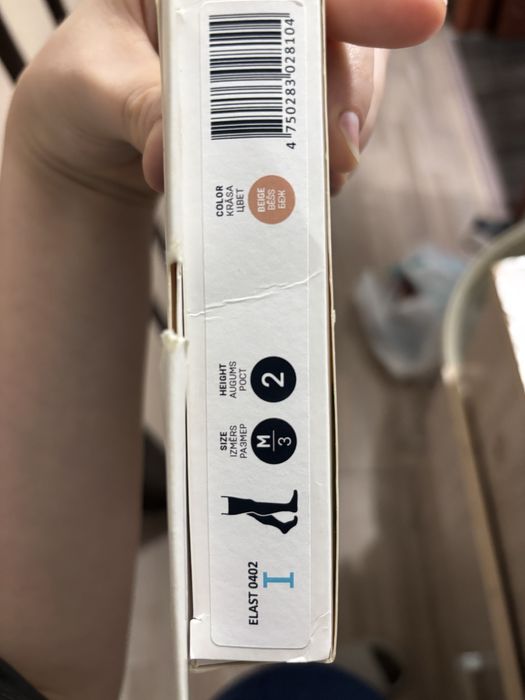 ELAST 0402
I
SIZE
IZMĒRS
РАЗМЕР
M
3
HEIGHT
AUGUMS
РОСТ
2
COLOR
KRĀSA
ЦВЕТ
BEIGE
BĒŠS
БЕЖ
4 750283 028104